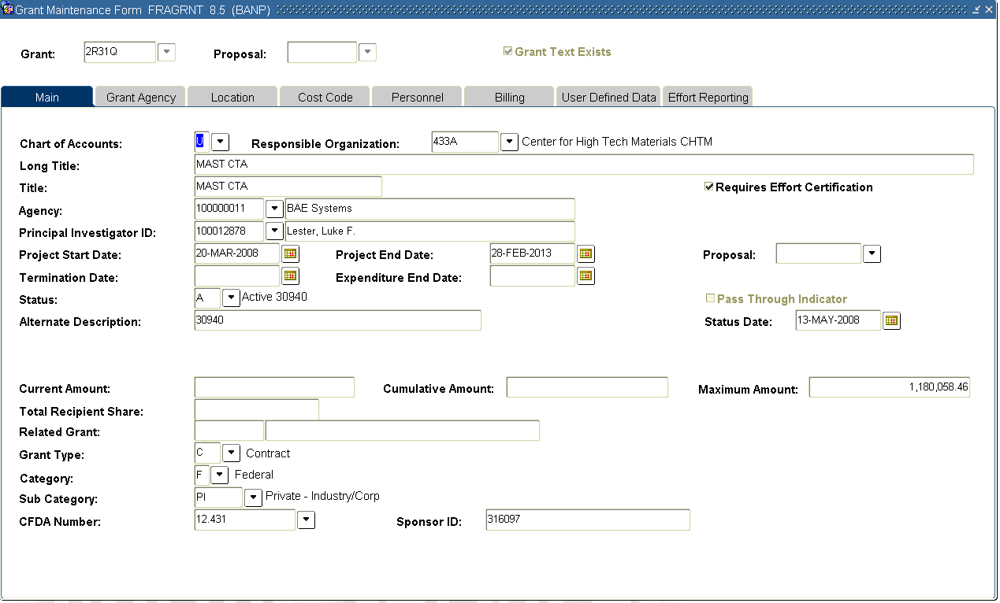 Grant Maintenance Form FRAGRNT 8.5 (BANP)
Grant: 2R31Q Proposal: Grant Text Exists
Main Grant Agency Location Cost Code Personnel Billing User Defined Data Effort Reporting
Chart of Accounts: U Responsible Organization: 433A Center for High Tech Materials CHTM
Long Title: MAST CTA
Title: MAST CTA Requires Effort Certification
Agency: 100000011 BAE Systems
Principal Investigator ID: 100012878 Lester, Luke F.
Project Start Date: 20-MAR-2008 Project End Date: 28-FEB-2013 Proposal:
Termination Date: Expenditure End Date:
Status: A Active 30940 Pass Through Indicator
Alternate Description: 30940 Status Date: 13-MAY-2008
Current Amount: Cumulative Amount: Maximum Amount: 1,180,058.46
Total Recipient Share:
Related Grant:
Grant Type: C Contract
Category: F Federal
Sub Category: PI Private - Industry/Corp
CFDA Number: 12.431 Sponsor ID: 316097